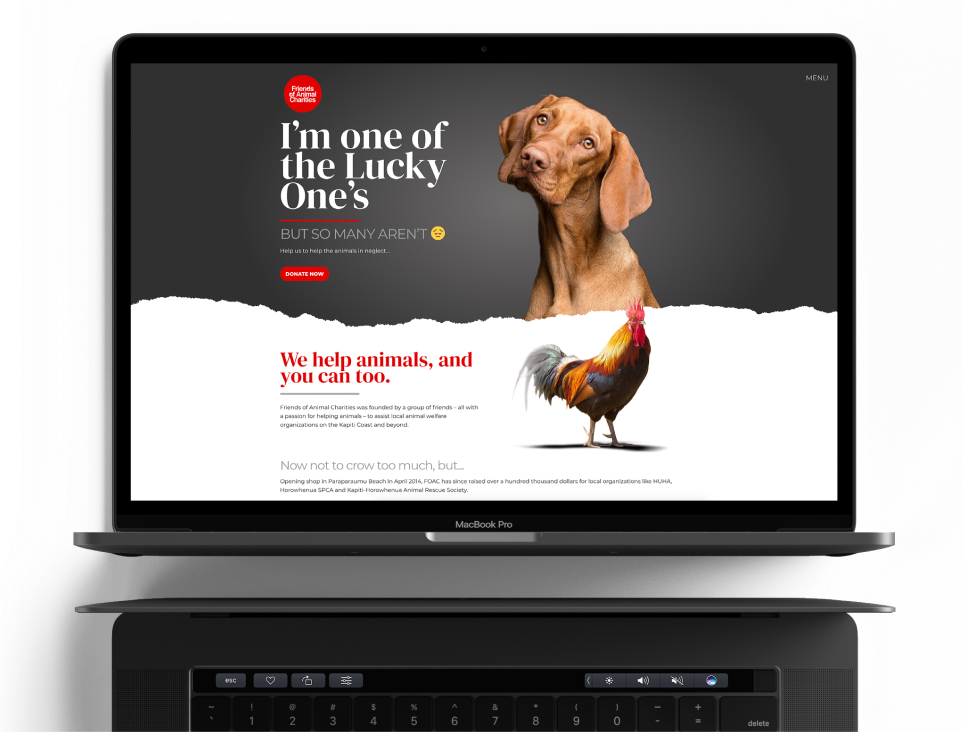 MENU
Friends
of Animal
Charities
I'm one of
the Lucky
One's
BUT SO MANY AREN'T 😔
Help us to help the animals in neglect...
DONATE NOW
We help animals, and
you can too.
Friends of Animal Charities was founded by a group of friends – all with
a passion for helping animals – to assist local animal welfare
organizations on the Kapiti Coast and beyond.
Now not to crow too much, but...
Opening shop in Paraparaumu Beach in April 2014, FOAC has since raised over a hundred thousand dollars for local organizations like HUHA,
Horowhenua SPCA and Kapiti-Horowhenua Animal Rescue Society.
MacBook Pro
esc
~ ! @ # $ % ^ & * ( ) — +
` 1 2 3 4 5 6 7 8 9 0 - = delete